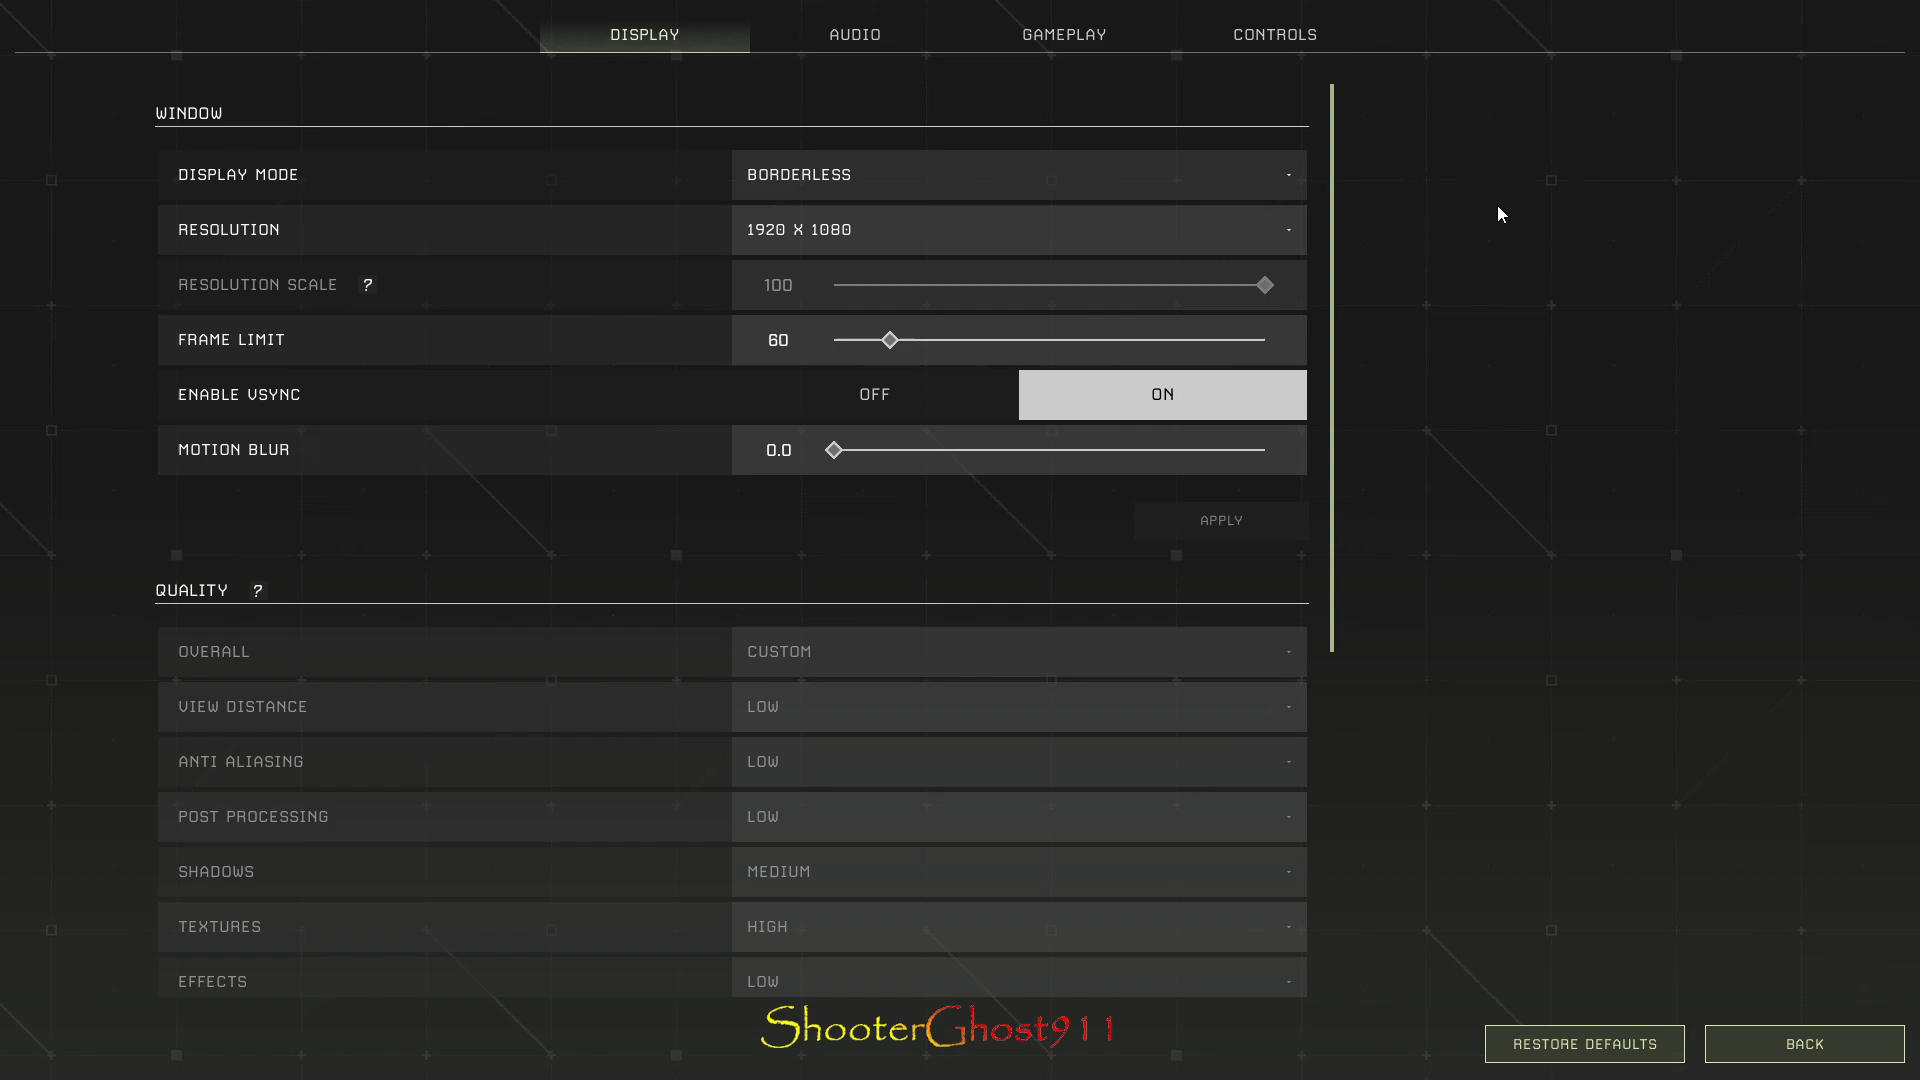 DISPLAY AUDIO GAMEPLAY CONTROLS
WINDOW
DISPLAY MODE BORDERLESS
RESOLUTION 1920 X 1080
RESOLUTION SCALE ? 100
FRAME LIMIT 60
ENABLE VSYNC OFF ON
MOTION BLUR 0.0
APPLY
QUALITY ?
OVERALL CUSTOM
VIEW DISTANCE LOW
ANTI ALIASING LOW
POST PROCESSING LOW
SHADOWS MEDIUM
TEXTURES HIGH
EFFECTS LOW
ShooterGhost911
RESTORE DEFAULTS BACK